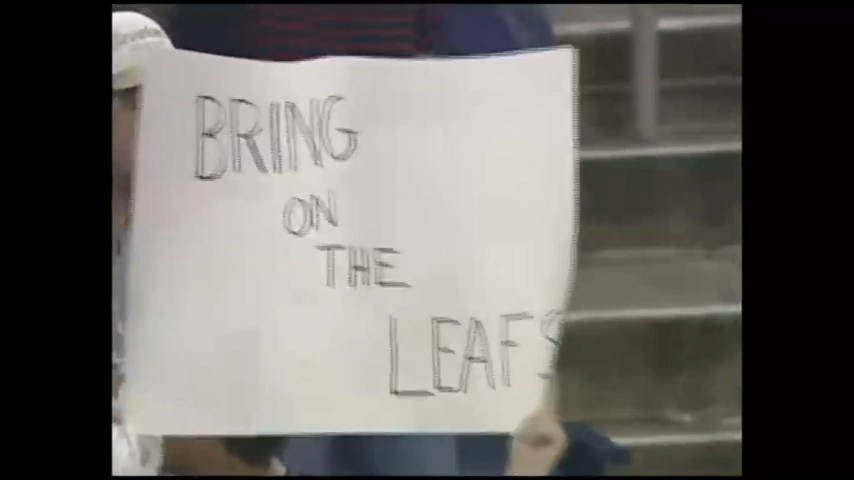 BRING
ON
THE
LEAFS